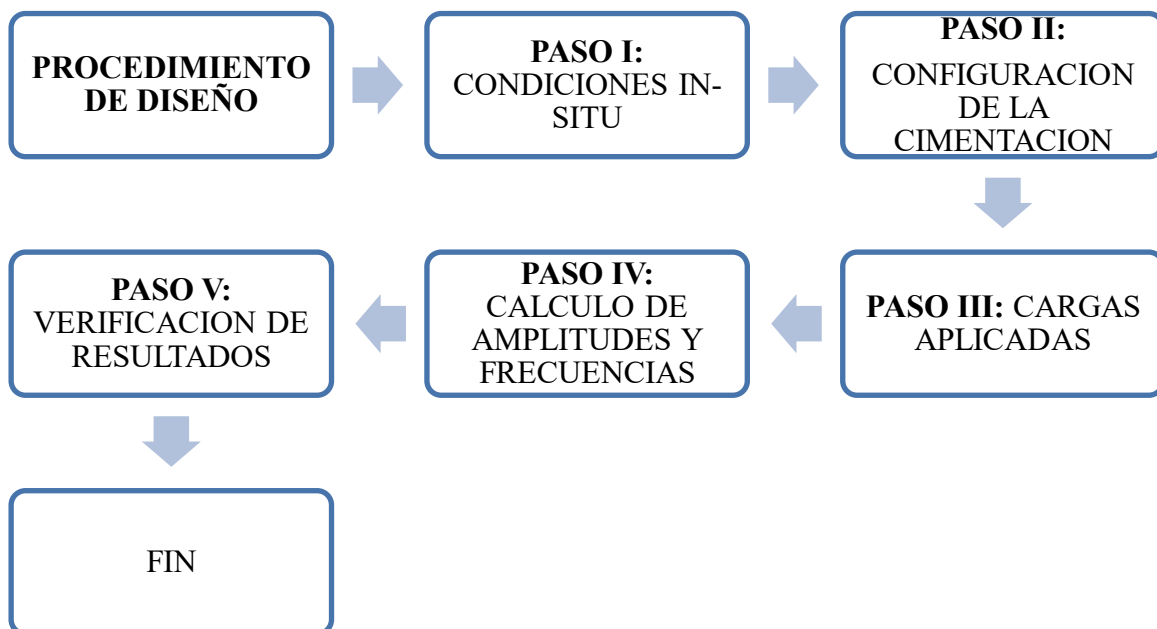 PROCEDIMIENTO
DE DISEÑO
PASO I:
CONDICIONES IN-
SITU
PASO II:
CONFIGURACION
DE LA
CIMENTACION
PASO III: CARGAS
APLICADAS
PASO IV:
CALCULO DE
AMPLITUDES Y
FRECUENCIAS
PASO V:
VERIFICACION DE
RESULTADOS
FIN